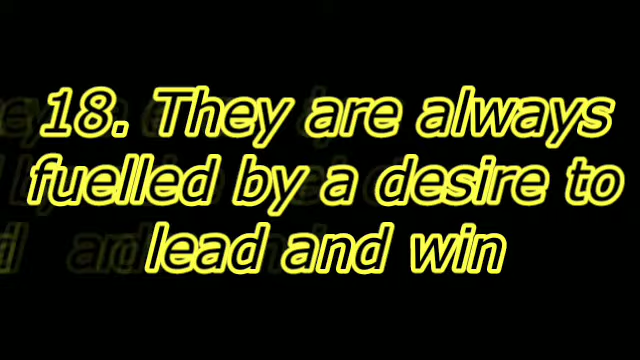 18. They are always
fuelled by a desire to
lead and win